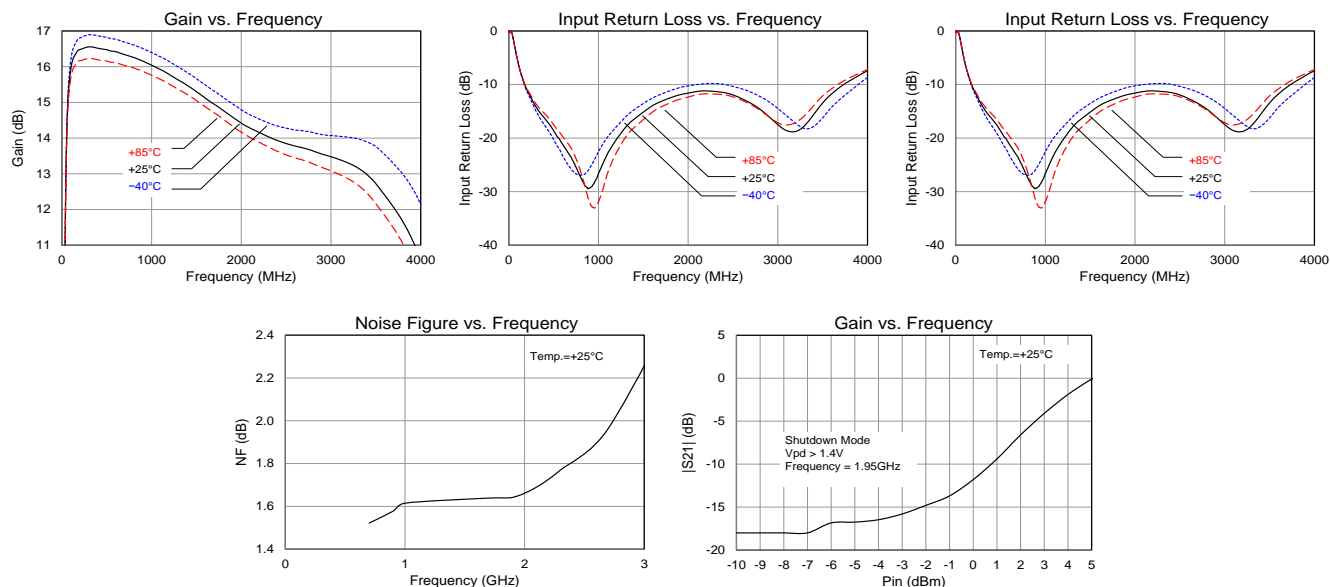 Gain vs. Frequency
17
16
15
14
13
12
11
Gain (dB)
+85°C
+25°C
−40°C
0 1000 2000 3000 4000
Frequency (MHz)
Input Return Loss vs. Frequency
0
-10
-20
-30
-40
Input Return Loss (dB)
+85°C
+25°C
−40°C
0 1000 2000 3000 4000
Frequency (MHz)
Input Return Loss vs. Frequency
0
-10
-20
-30
-40
Input Return Loss (dB)
+85°C
+25°C
−40°C
0 1000 2000 3000 4000
Frequency (MHz)
Noise Figure vs. Frequency
2.4
2.2
2.0
1.8
1.6
1.4
NF (dB)
Temp.=+25°C
0 1 2 3
Frequency (GHz)
Gain vs. Frequency
5
0
-5
-10
-15
-20
|S21| (dB)
Temp.=+25°C
Shutdown Mode
Vpd > 1.4V
Frequency = 1.95GHz
-10 -9 -8 -7 -6 -5 -4 -3 -2 -1 0 1 2 3 4 5
Pin (dBm)